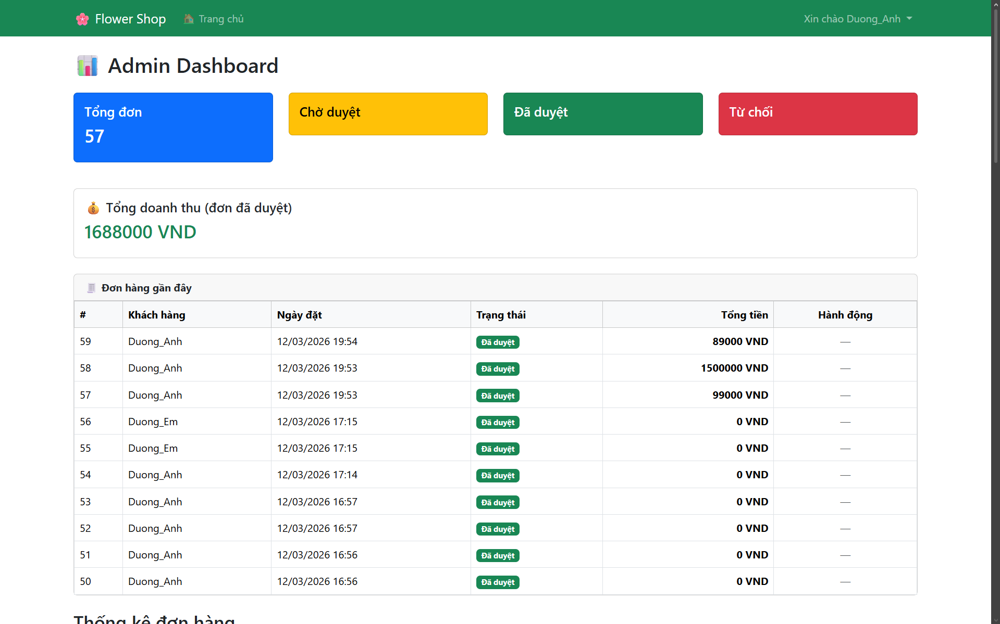 Flower Shop
Trang chủ
Xin chào Duong_Anh
Admin Dashboard
Tổng đơn
57
Chờ duyệt
Đã duyệt
Từ chối
Tổng doanh thu (đơn đã duyệt)
1688000 VND
Đơn hàng gần đây
# Khách hàng Ngày đặt Trạng thái Tổng tiền Hành động
59 Duong_Anh 12/03/2026 19:54 Đã duyệt 89000 VND —
58 Duong_Anh 12/03/2026 19:53 Đã duyệt 1500000 VND —
57 Duong_Anh 12/03/2026 19:53 Đã duyệt 99000 VND —
56 Duong_Em 12/03/2026 17:15 Đã duyệt 0 VND —
55 Duong_Em 12/03/2026 17:15 Đã duyệt 0 VND —
54 Duong_Anh 12/03/2026 17:14 Đã duyệt 0 VND —
53 Duong_Anh 12/03/2026 16:57 Đã duyệt 0 VND —
52 Duong_Anh 12/03/2026 16:57 Đã duyệt 0 VND —
51 Duong_Anh 12/03/2026 16:56 Đã duyệt 0 VND —
50 Duong_Anh 12/03/2026 16:56 Đã duyệt 0 VND —
Thống kê đơn hàng